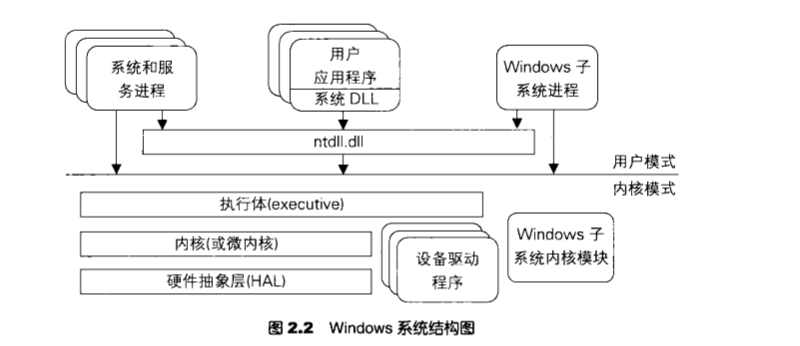 系统和服
务进程
用户
应用程序
系统 DLL
Windows 子
系统进程
ntdll.dll
用户模式
内核模式
执行体(executive)
内核(或微内核)
设备驱动
程序
Windows 子
系统内核模块
硬件抽象层(HAL)
图 2.2 Windows 系统结构图